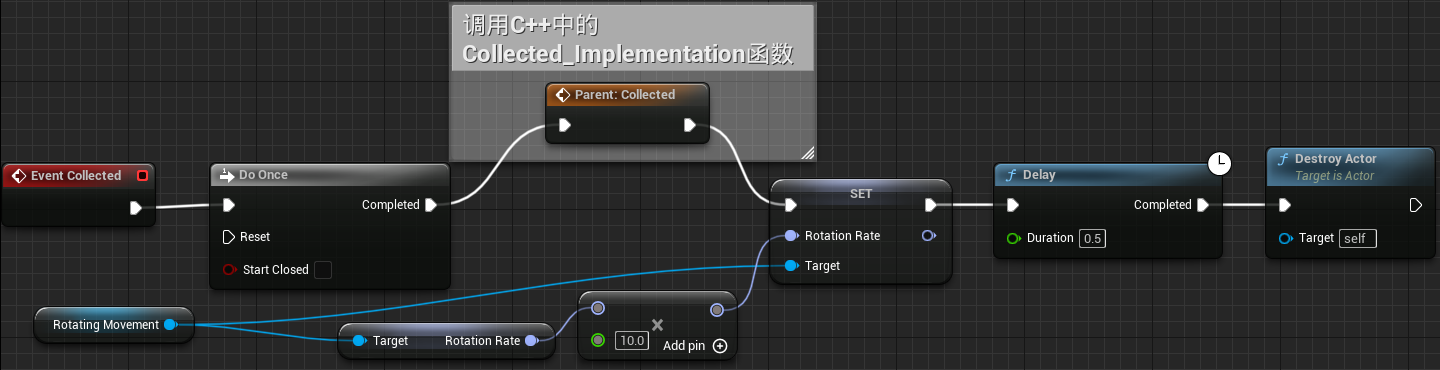 调用C++中的
Collected_Implementation函数
Parent: Collected
Event Collected
Do Once
Completed
Reset
Start Closed
SET
Rotation Rate
Target
Delay
Completed
Duration 0.5
Destroy Actor
Target is Actor
Target self
Rotating Movement
Target Rotation Rate
10.0
Add pin